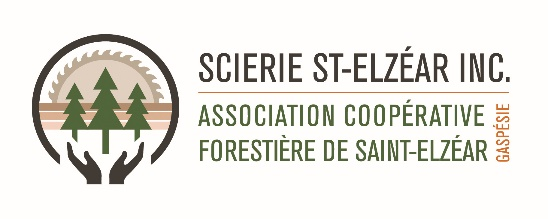 SCIERIE ST-ELZÉAR INC.
ASSOCIATION COOPÉRATIVE
FORESTIÈRE DE SAINT-ELZÉAR
GASPÉSIE